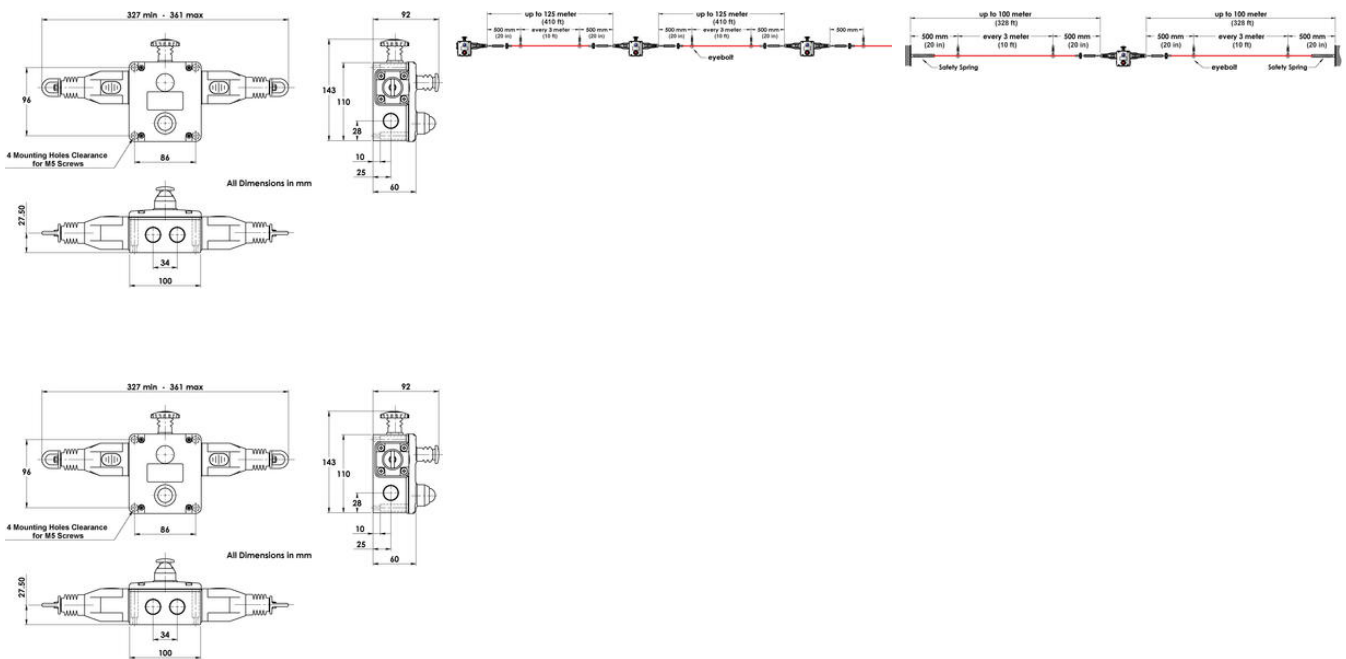 327 min - 361 max
96
86
4 Mounting Holes Clearance
for M5 Screws
92
143
110
28
10
25
60
All Dimensions in mm
27.50
34
100
up to 125 meter
(410 ft)
500 mm
(20 in)
every 3 meter
(10 ft)
500 mm
(20 in)
up to 125 meter
(410 ft)
500 mm
(20 in)
every 3 meter
(10 ft)
500 mm
(20 in)
500 mm
eyebolt
up to 100 meter
(328 ft)
500 mm
(20 in)
every 3 meter
(10 ft)
500 mm
(20 in)
Safety Spring
up to 100 meter
(328 ft)
500 mm
(20 in)
every 3 meter
(10 ft)
500 mm
(20 in)
eyebolt
Safety Spring
327 min - 361 max
96
86
4 Mounting Holes Clearance
for M5 Screws
92
143
110
28
10
25
60
All Dimensions in mm
27.50
34
100